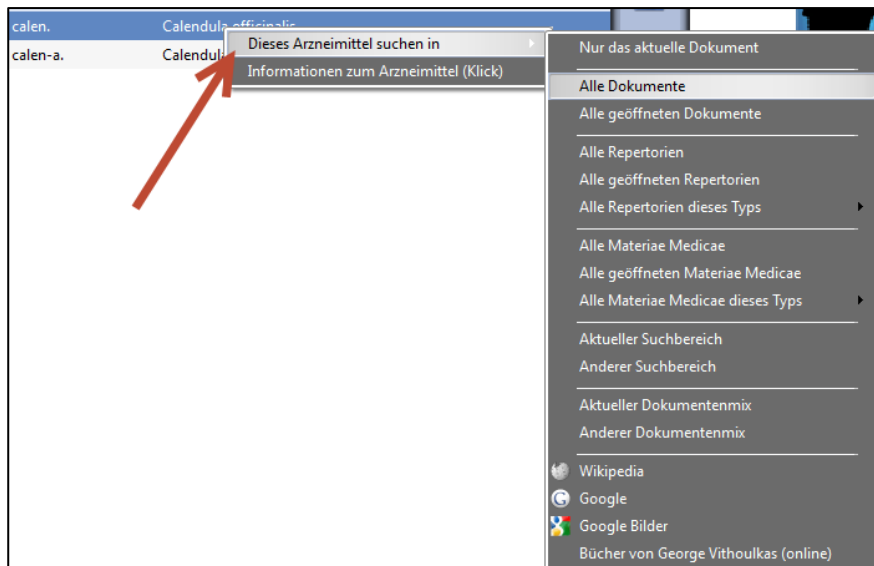 calen. Calendula officinalis
calen-a. Calendul
Dieses Arzneimittel suchen in
Informationen zum Arzneimittel (Klick)
Nur das aktuelle Dokument
Alle Dokumente
Alle geöffneten Dokumente
Alle Repertorien
Alle geöffneten Repertorien
Alle Repertorien dieses Typs
Alle Materiae Medicae
Alle geöffneten Materiae Medicae
Alle Materiae Medicae dieses Typs
Aktueller Suchbereich
Anderer Suchbereich
Aktueller Dokumentenmix
Anderer Dokumentenmix
Wikipedia
Google
Google Bilder
Bücher von George Vithoulkas (online)